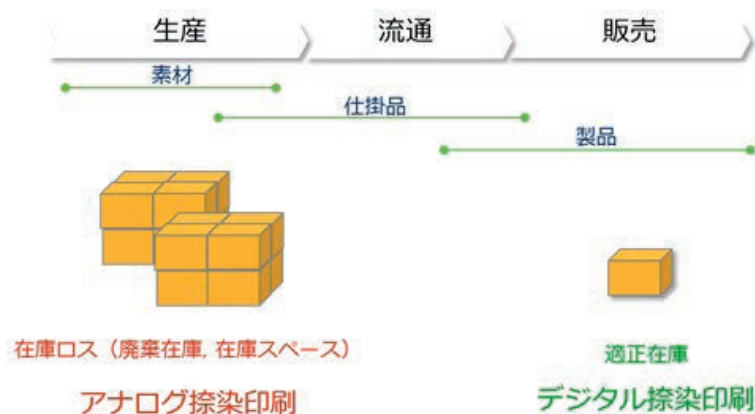 生産 流通 販売
素材
仕掛品
製品
在庫ロス（廃棄在庫, 在庫スペース）
適正在庫
アナログ捺染印刷 デジタル捺染印刷